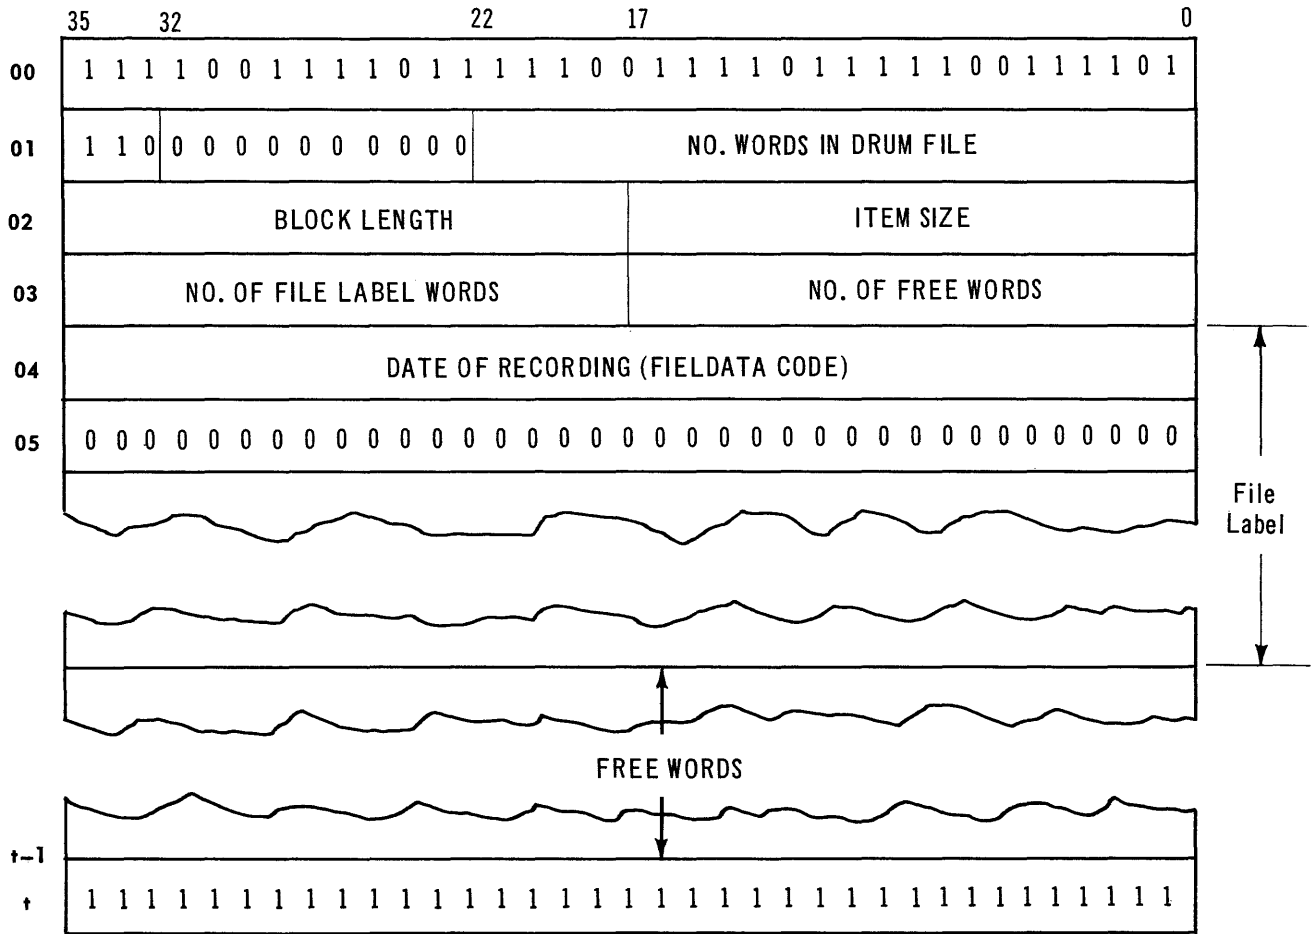 35 32 22 17 0
00 1 1 1 1 0 0 1 1 1 1 0 1 1 1 1 1 0 0 1 1 1 1 0 1 1 1 1 1 0 0 1 1 1 1 0 1
01 1 1 0 0 0 0 0 0 0 0 0 0 0 NO. WORDS IN DRUM FILE
02 BLOCK LENGTH ITEM SIZE
03 NO. OF FILE LABEL WORDS NO. OF FREE WORDS
04 DATE OF RECORDING (FIELDATA CODE)
05 0 0 0 0 0 0 0 0 0 0 0 0 0 0 0 0 0 0 0 0 0 0 0 0 0 0 0 0 0 0 0 0 0 0 0 0
File
Label
FREE WORDS
t-1
t 1 1 1 1 1 1 1 1 1 1 1 1 1 1 1 1 1 1 1 1 1 1 1 1 1 1 1 1 1 1 1 1 1 1 1 1